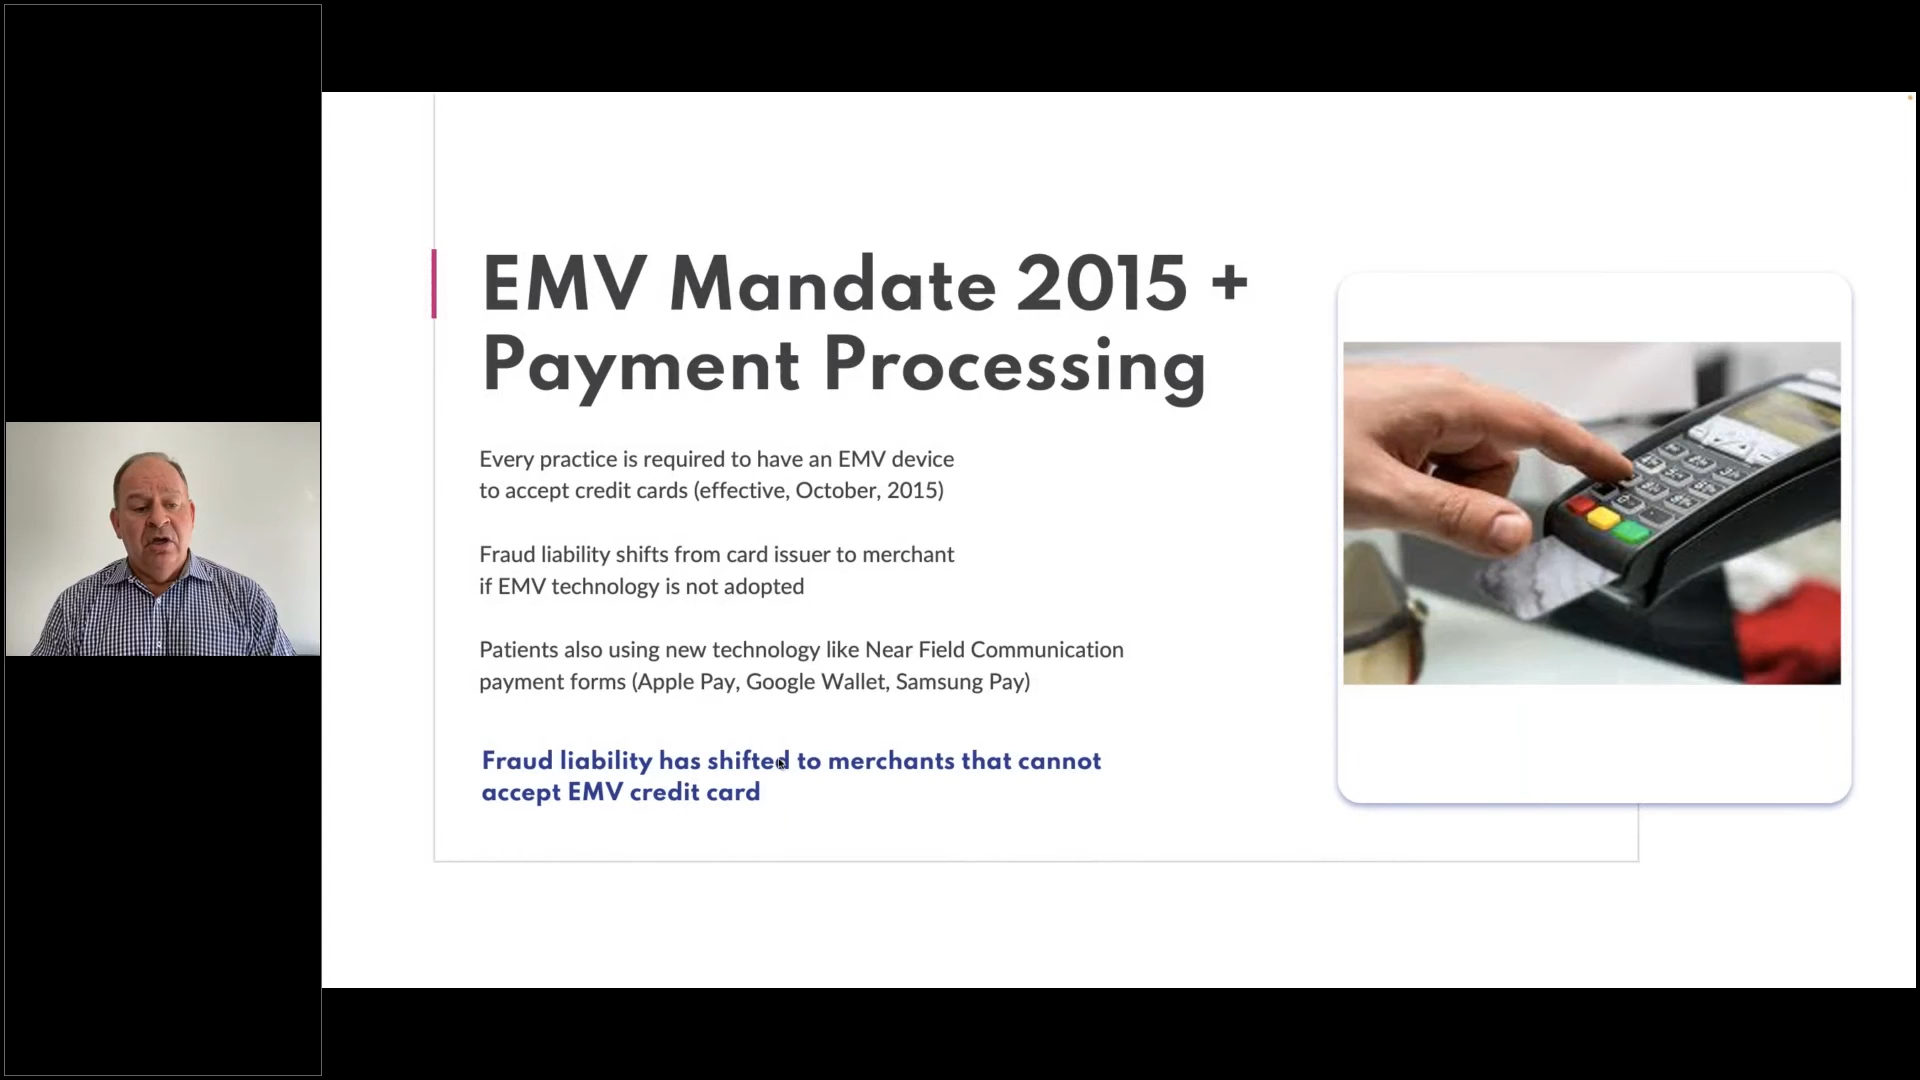 EMV Mandate 2015 +
Payment Processing
Every practice is required to have an EMV device
to accept credit cards (effective, October, 2015)
Fraud liability shifts from card issuer to merchant
if EMV technology is not adopted
Patients also using new technology like Near Field Communication
payment forms (Apple Pay, Google Wallet, Samsung Pay)
Fraud liability has shifted to merchants that cannot
accept EMV credit card